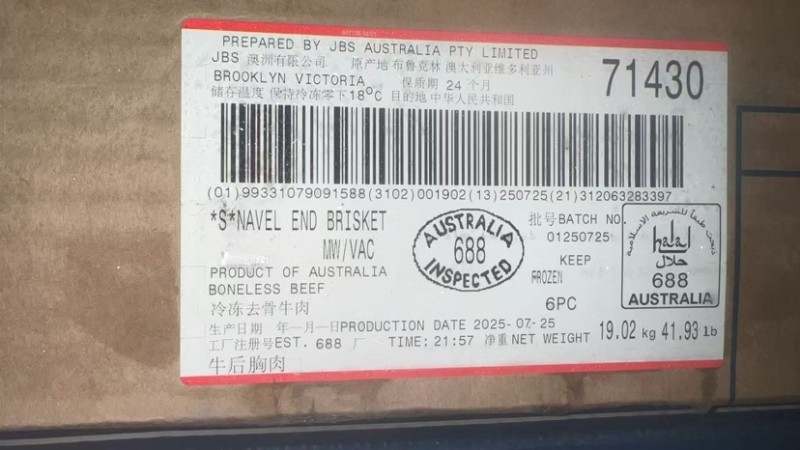 PREPARED BY JBS AUSTRALIA PTY LIMITED
JBS 澳洲有限公司 原产地 布鲁克林 澳大利亚维多利亚州
BROOKLYN VICTORIA 保质期 24 个月
储存温度 保持冷冻零下18°C 目的地 中华人民共和国
71430
(01)99331079091588(3102)001902(13)250725(21)312063283397
*S*NAVEL END BRISKET
MW/VAC
PRODUCT OF AUSTRALIA
BONELESS BEEF
冷冻去骨牛肉
AUSTRALIA
688
INSPECTED
批号BATCH NO.
01250725
KEEP
FROZEN
6PC
halal
حلال
688
AUSTRALIA
生产日期 年—月—日PRODUCTION DATE 2025-07-25
工厂注册号EST. 688 厂 TIME: 21:57 净重 NET WEIGHT 19.02 kg 41.93 lb
牛后胸肉